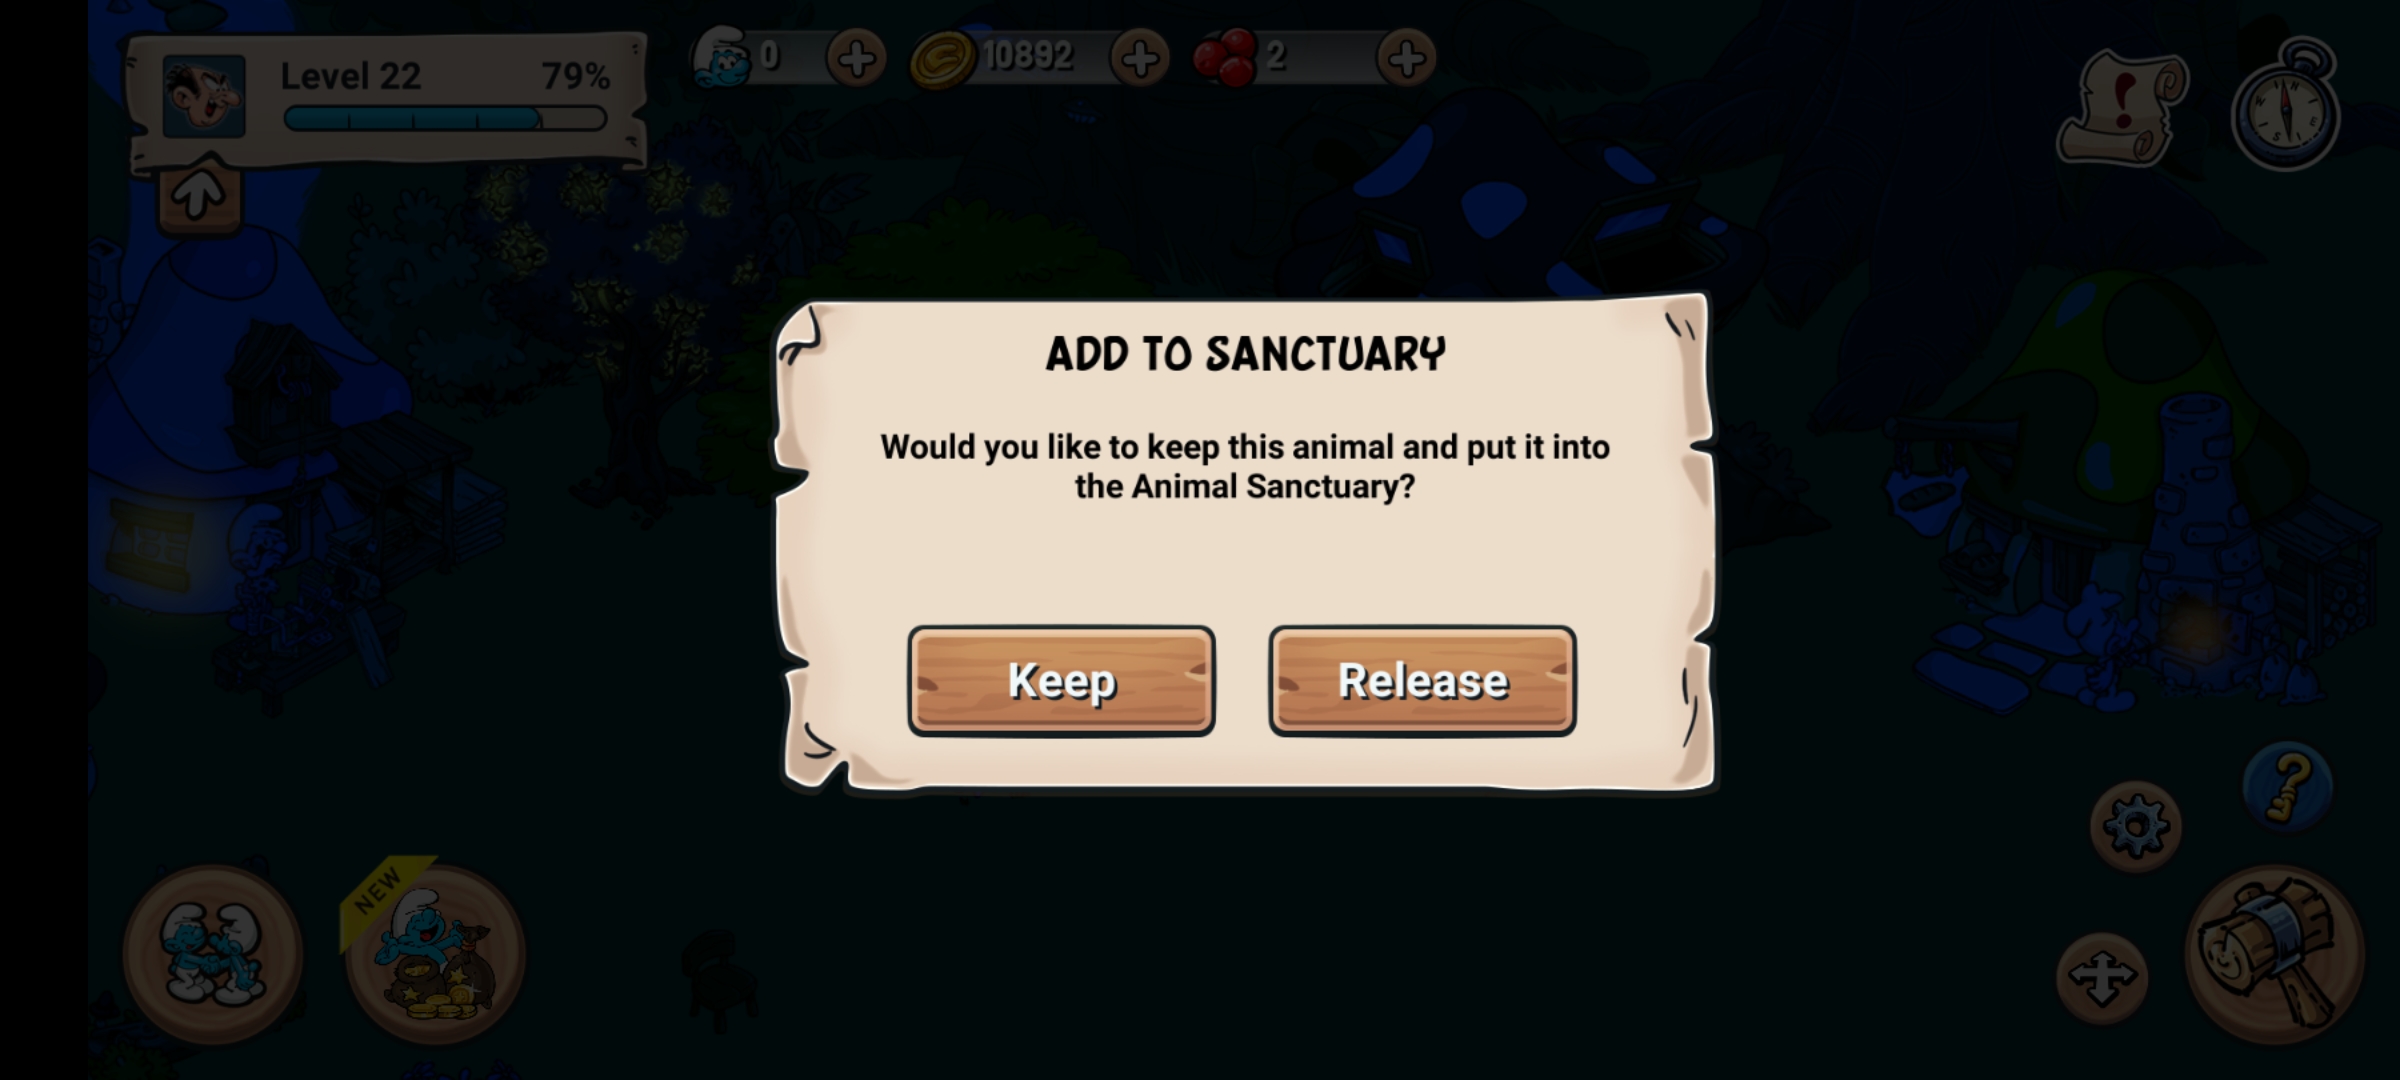 Level 22 79%
0
10892
2
ADD TO SANCTUARY
Would you like to keep this animal and put it into
the Animal Sanctuary?
Keep
Release
NEW